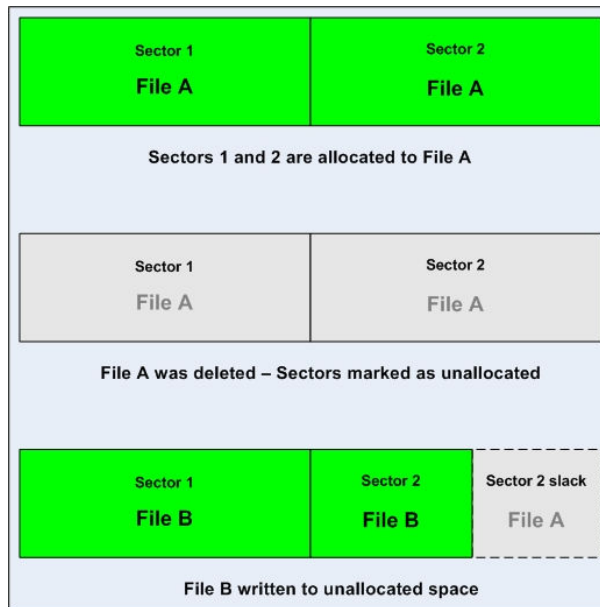 Sector 1
Sector 2
File A
File A
Sectors 1 and 2 are allocated to File A
Sector 1
Sector 2
File A
File A
File A was deleted – Sectors marked as unallocated
Sector 1
Sector 2
Sector 2 slack
File B
File B
File A
File B written to unallocated space